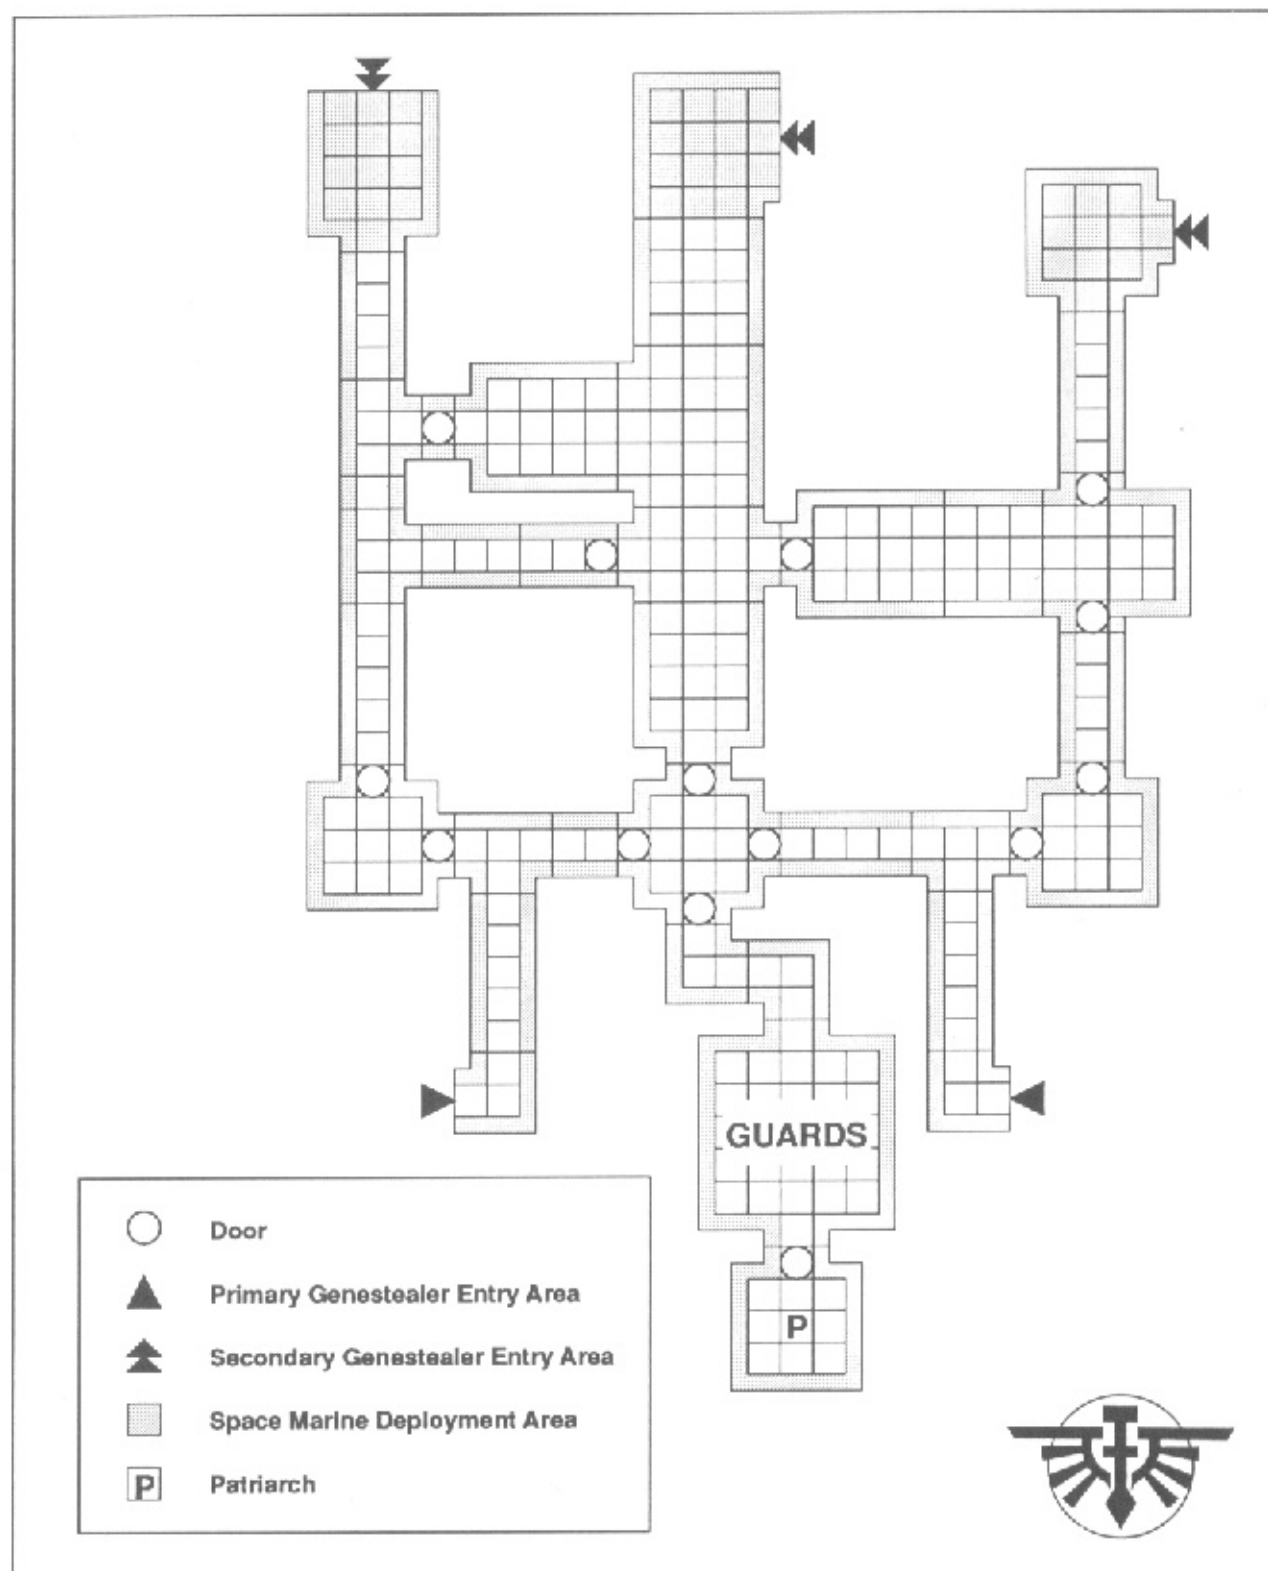 GUARDS
P
Door
Primary Genestealer Entry Area
Secondary Genestealer Entry Area
Space Marine Deployment Area
P Patriarch